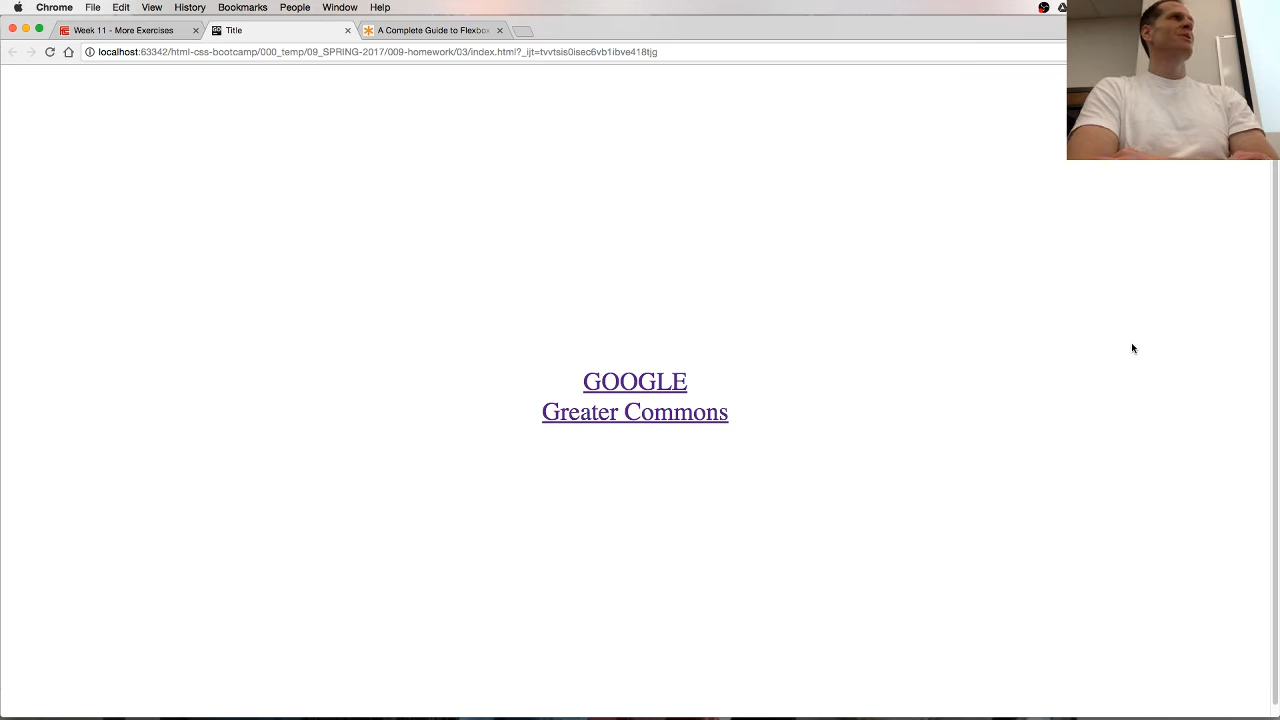 Chrome File Edit View History Bookmarks People Window Help
Week 11 - More Exercises
Title
A Complete Guide to Flexbox
localhost:63342/html-css-bootcamp/000_temp/09_SPRING-2017/009-homework/03/index.html?_ijt=tvvtsis0isec6vb1ibve418tjg
GOOGLE
Greater Commons